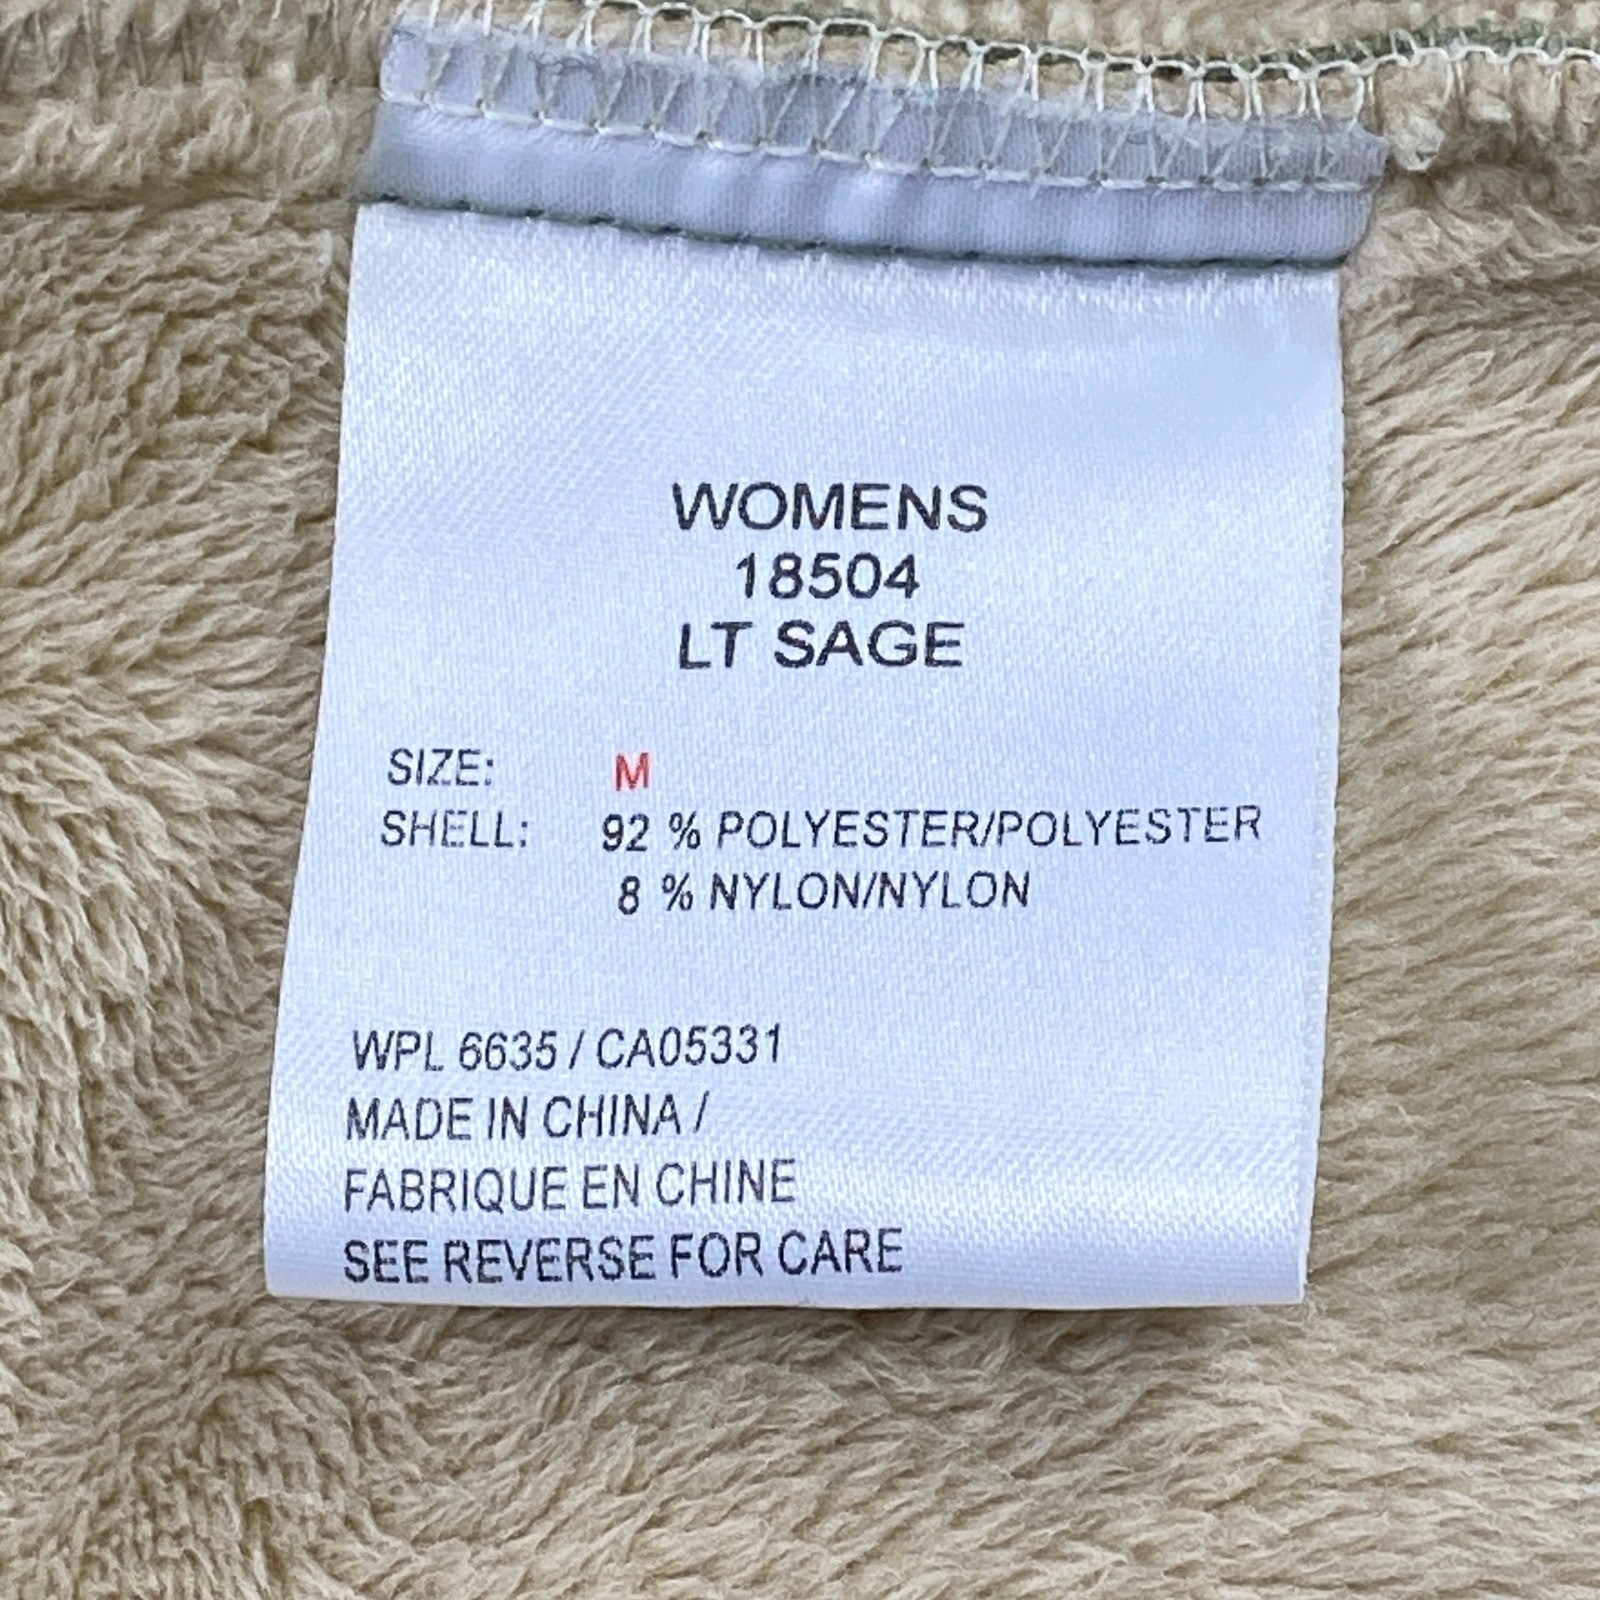 WOMENS
18504
LT SAGE
SIZE: M
SHELL: 92 % POLYESTER/POLYESTER
8 % NYLON/NYLON
WPL 6635 / CA05331
MADE IN CHINA /
FABRIQUE EN CHINE
SEE REVERSE FOR CARE